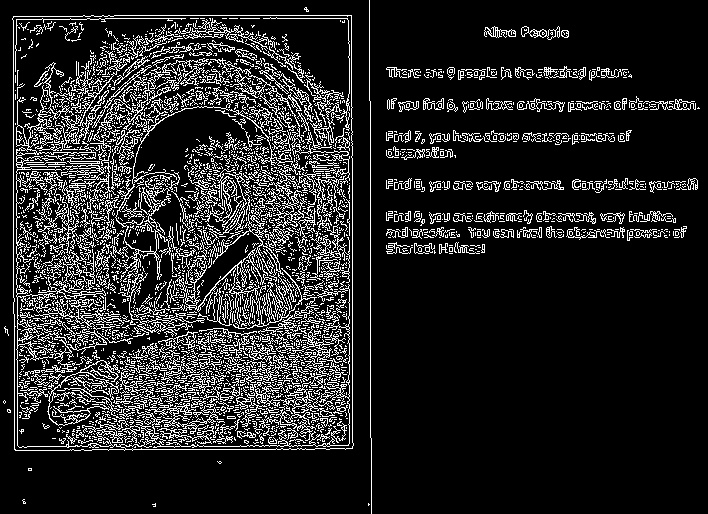 Nine People
There are 9 people in the attached picture.
If you find 6, you have ordinary powers of observation.
Find 7, you have above average powers of
observation.
Find 8, you are very observant. Congratulate yourself!
Find 9, you are extremely observant, very intuitive,
and creative. You can rival the observant powers of
Sherlock Holmes!